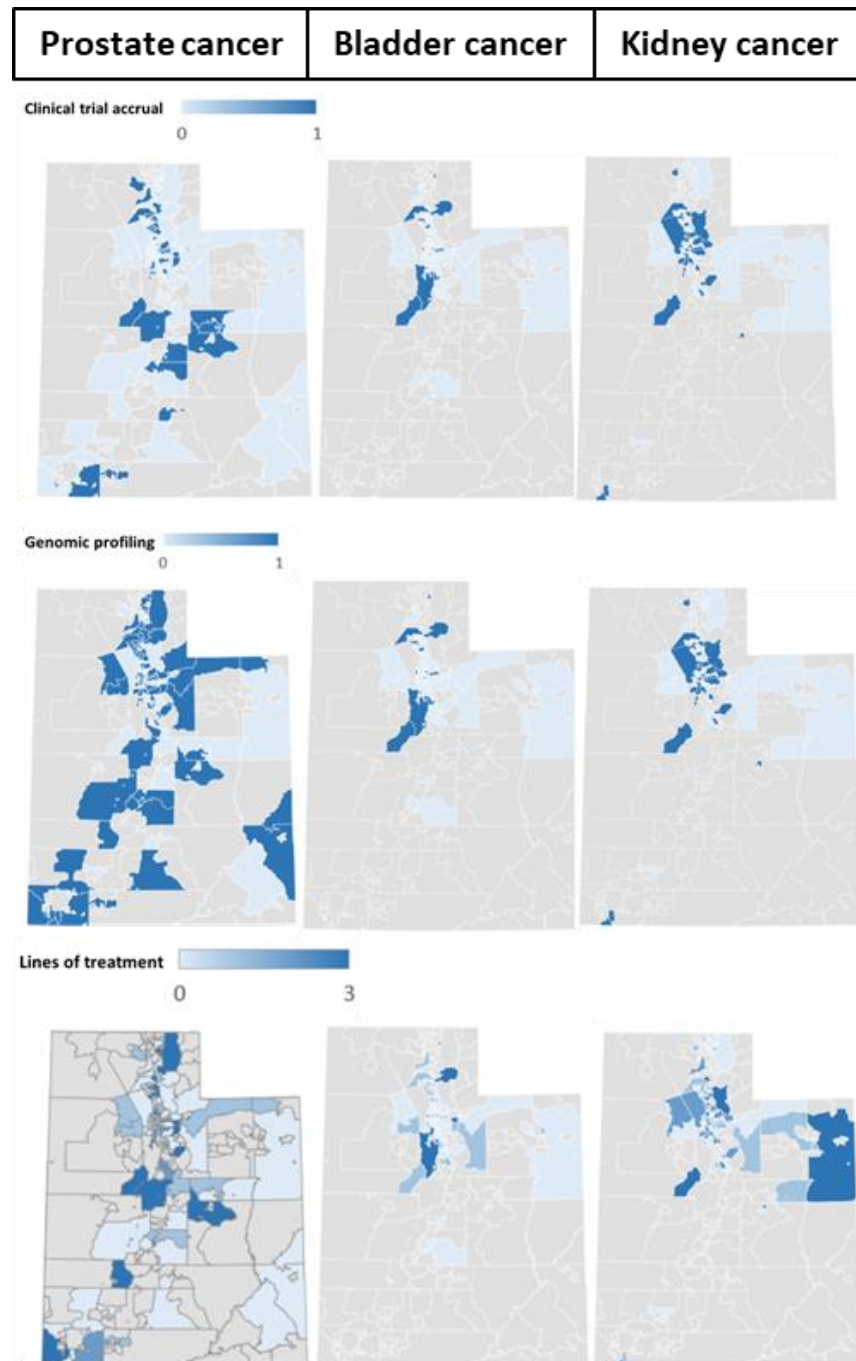 Prostate cancer Bladder cancer Kidney cancer
Clinical trial accrual
0 1
Genomic profiling
0 1
Lines of treatment
0 3